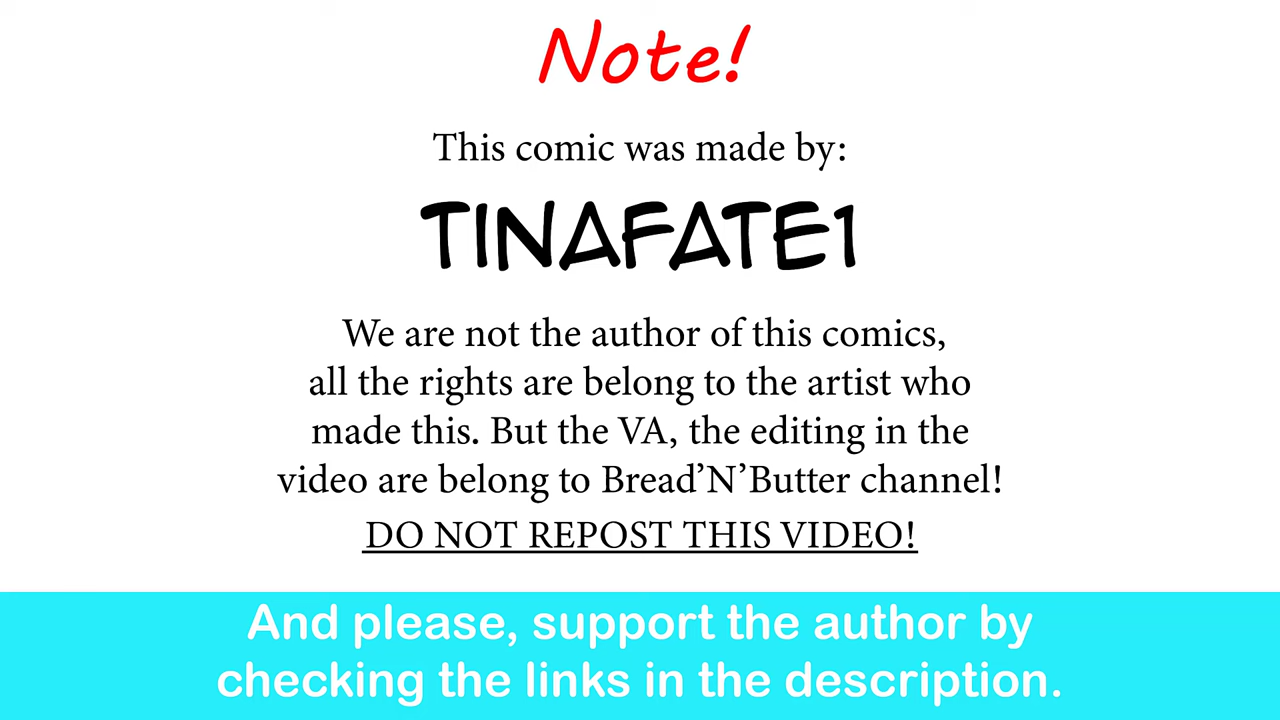 Note!
This comic was made by:
TINAFATE1
We are not the author of this comics,
all the rights are belong to the artist who
made this. But the VA, the editing in the
video are belong to Bread’N’Butter channel!
DO NOT REPOST THIS VIDEO!
And please, support the author by
checking the links in the description.